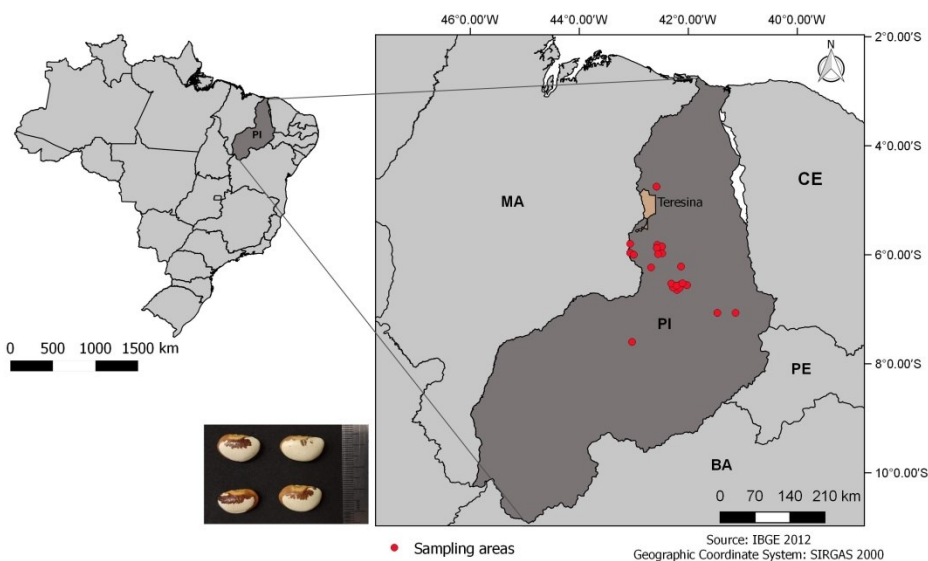 46°0.00'W 44°0.00'W 42°0.00'W 40°0.00'W
2°0.00'S
N
PI
4°0.00'S
CE
MA
Teresina
6°0.00'S
PI
0 500 1000 1500 km
8°0.00'S
PE
BA
10°0.00'S
0 70 140 210 km
Sampling areas
Source: IBGE 2012
Geographic Coordinate System: SIRGAS 2000